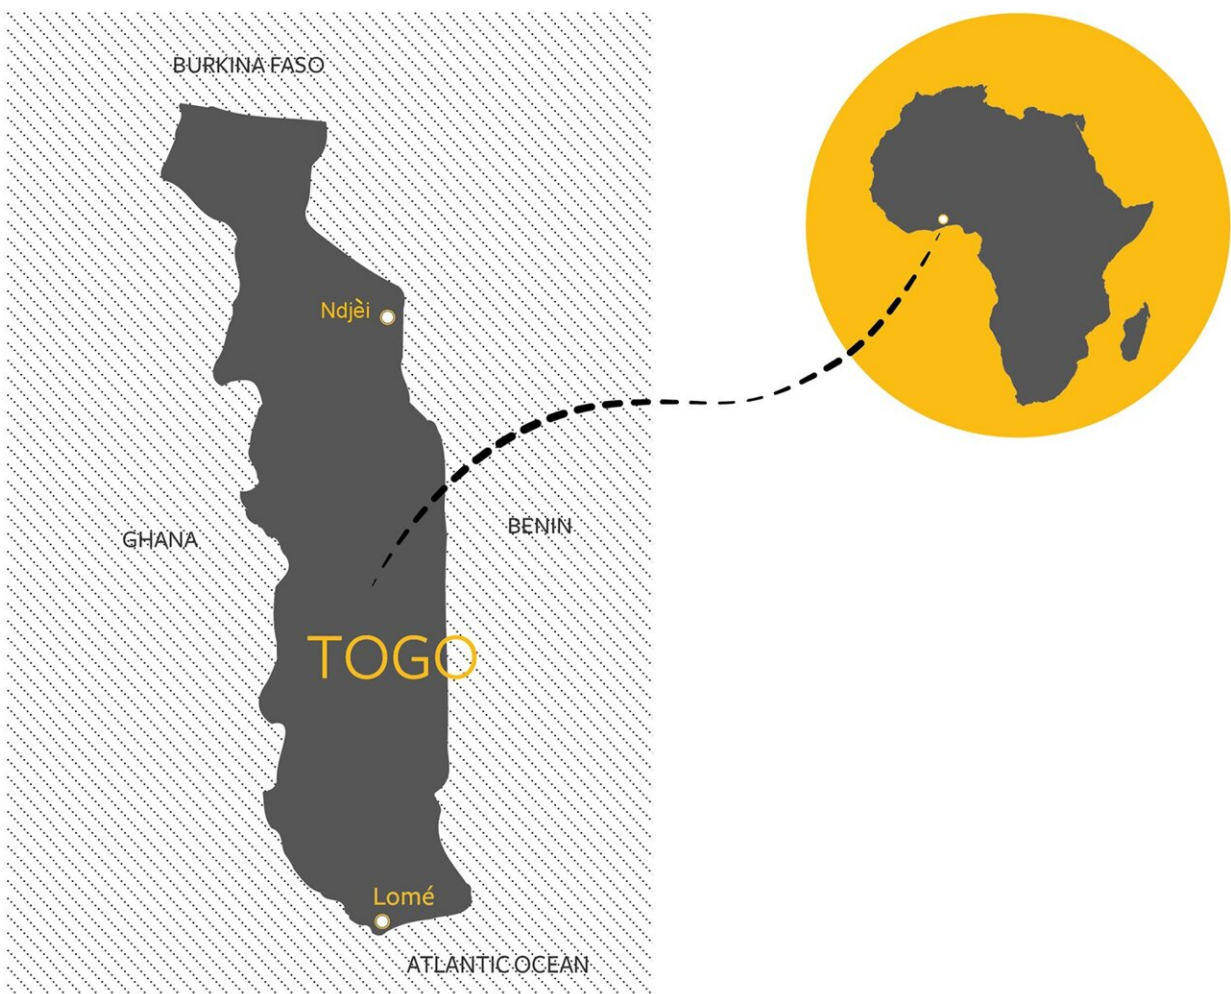 BURKINA FASO
Ndjèi
GHANA
BENIN
TOGO
Lomé
ATLANTIC OCEAN